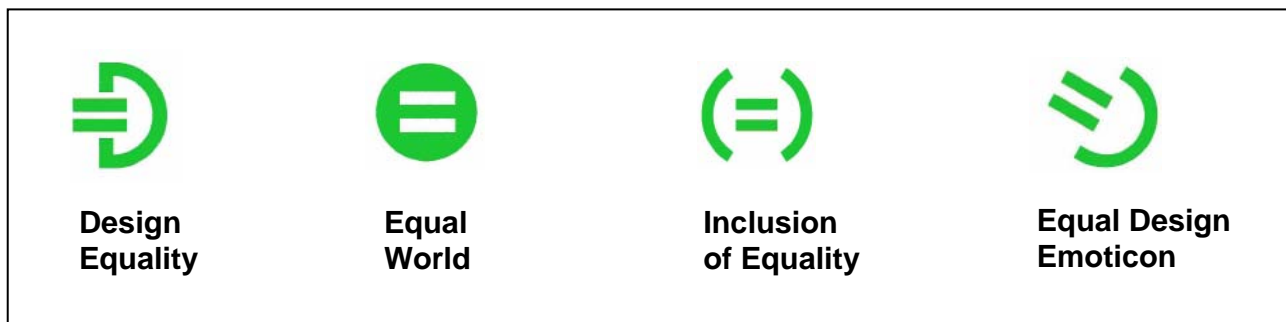 Design
Equality
Equal
World
Inclusion
of Equality
Equal Design
Emoticon